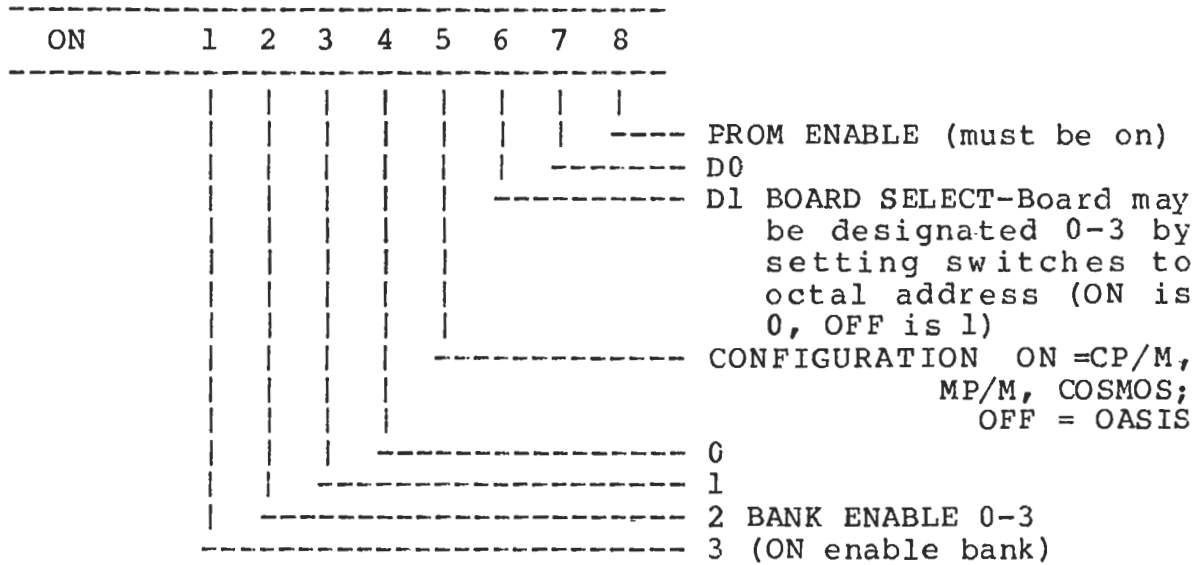 ON 1 2 3 4 5 6 7 8
PROM ENABLE (must be on)
D0
D1 BOARD SELECT-Board may
be designated 0-3 by
setting switches to
octal address (ON is
0, OFF is 1)
CONFIGURATION ON =CP/M,
MP/M, COSMOS;
OFF = OASIS
0
1
2 BANK ENABLE 0-3
3 (ON enable bank)